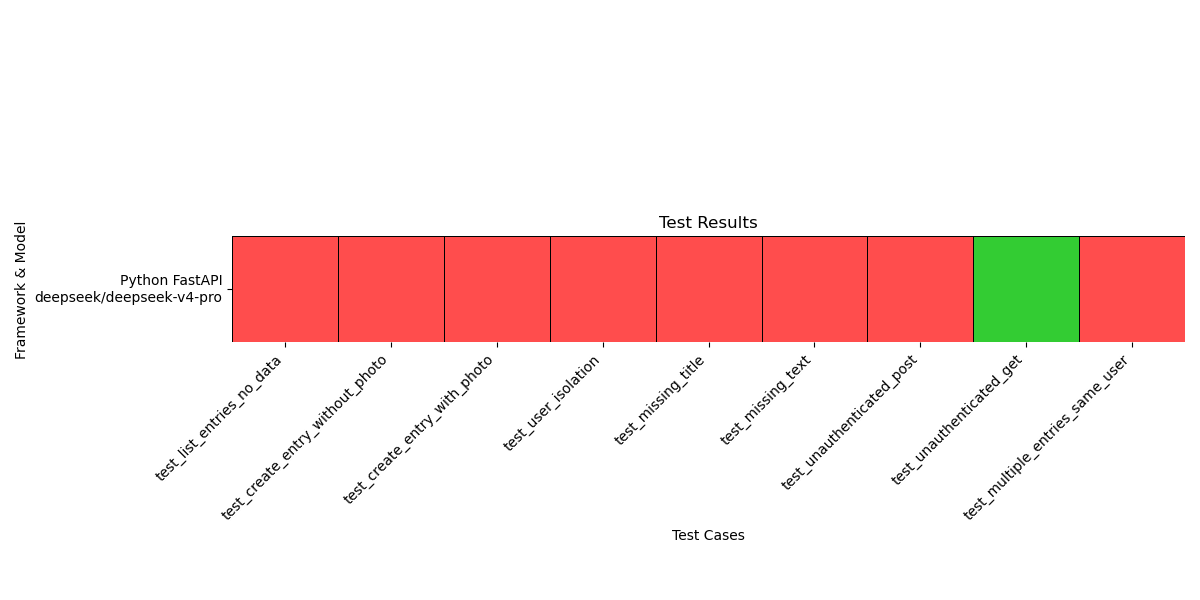 Test Results
Framework & Model
Python FastAPI
deepseek/deepseek-v4-pro
test_list_entries_no_data
test_create_entry_without_photo
test_create_entry_with_photo
test_user_isolation
test_missing_title
test_missing_text
test_unauthenticated_post
test_unauthenticated_get
test_multiple_entries_same_user
Test Cases